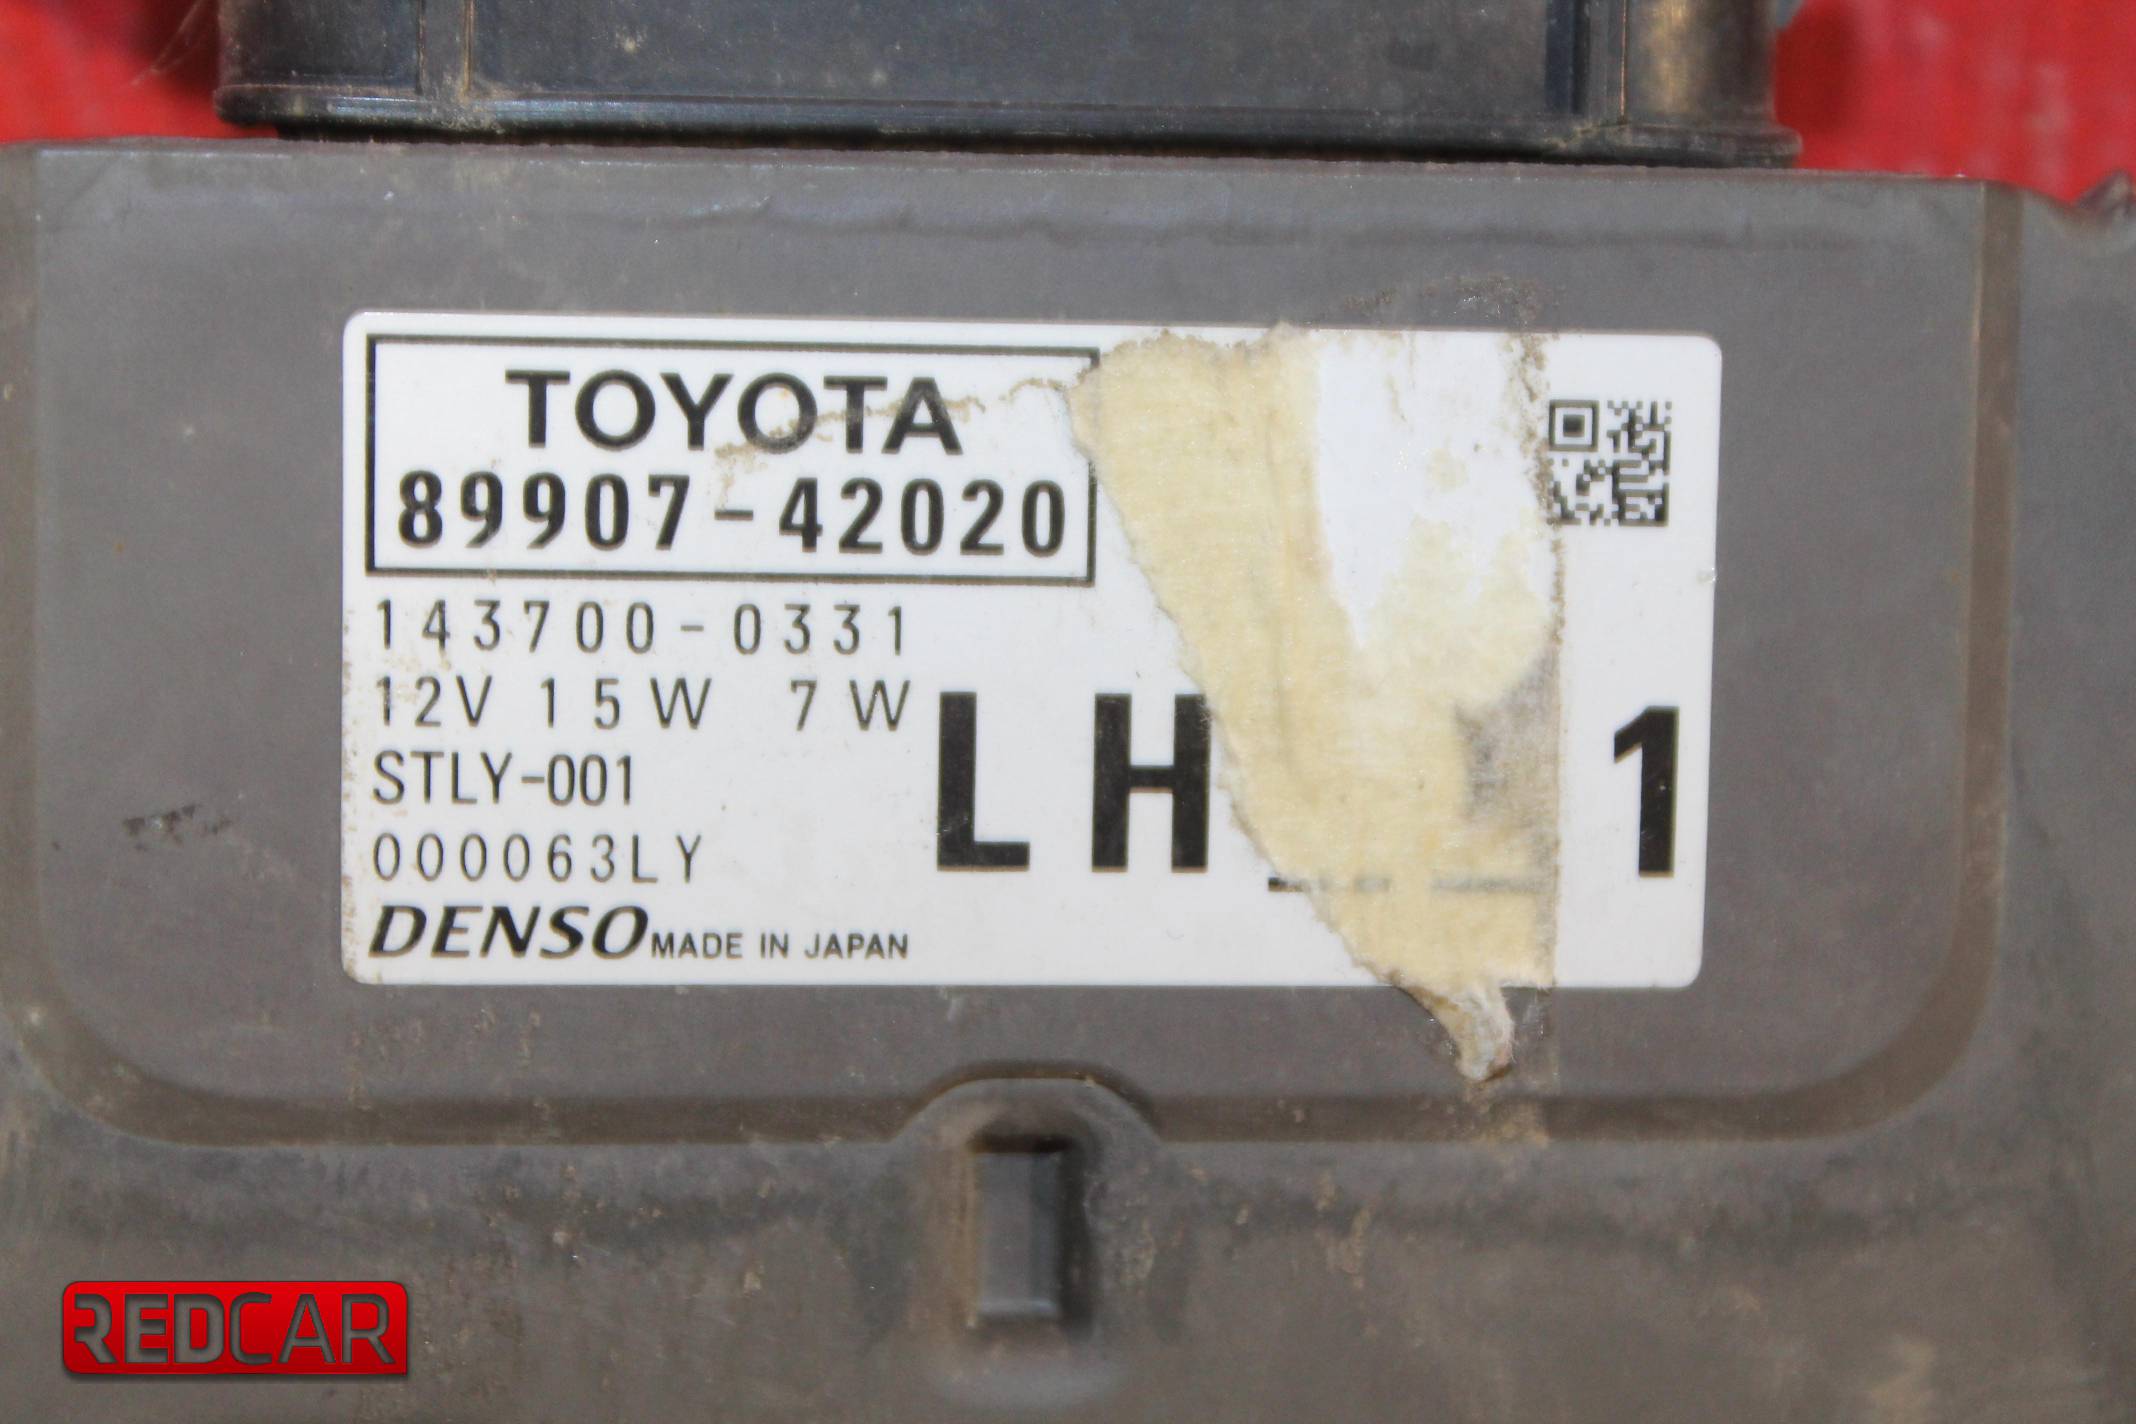 TOYOTA
89907-42020
143700-0331
12V 15W 7W
STLY-001
000063LY
LH 1
DENSO MADE IN JAPAN
REDCAR